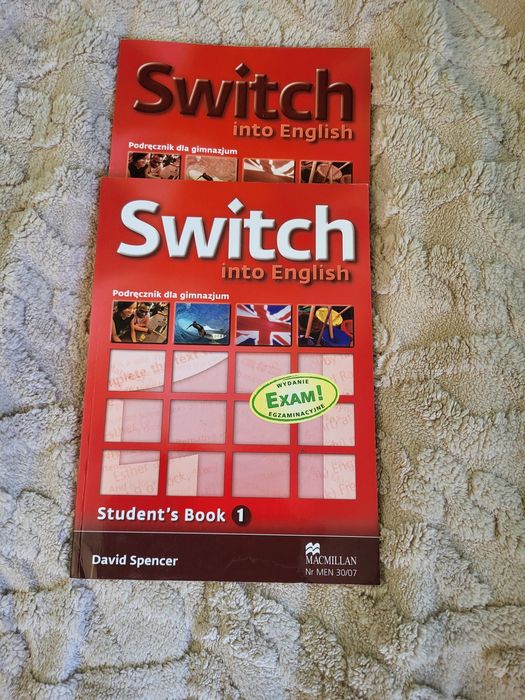 Switch
into English
Podręcznik dla gimnazjum
Switch
into English
Podręcznik dla gimnazjum
WYDANIE
EXAM!
EGZAMINACYJNE
Student's Book 1
David Spencer
MACMILLAN
Nr MEN 30/07